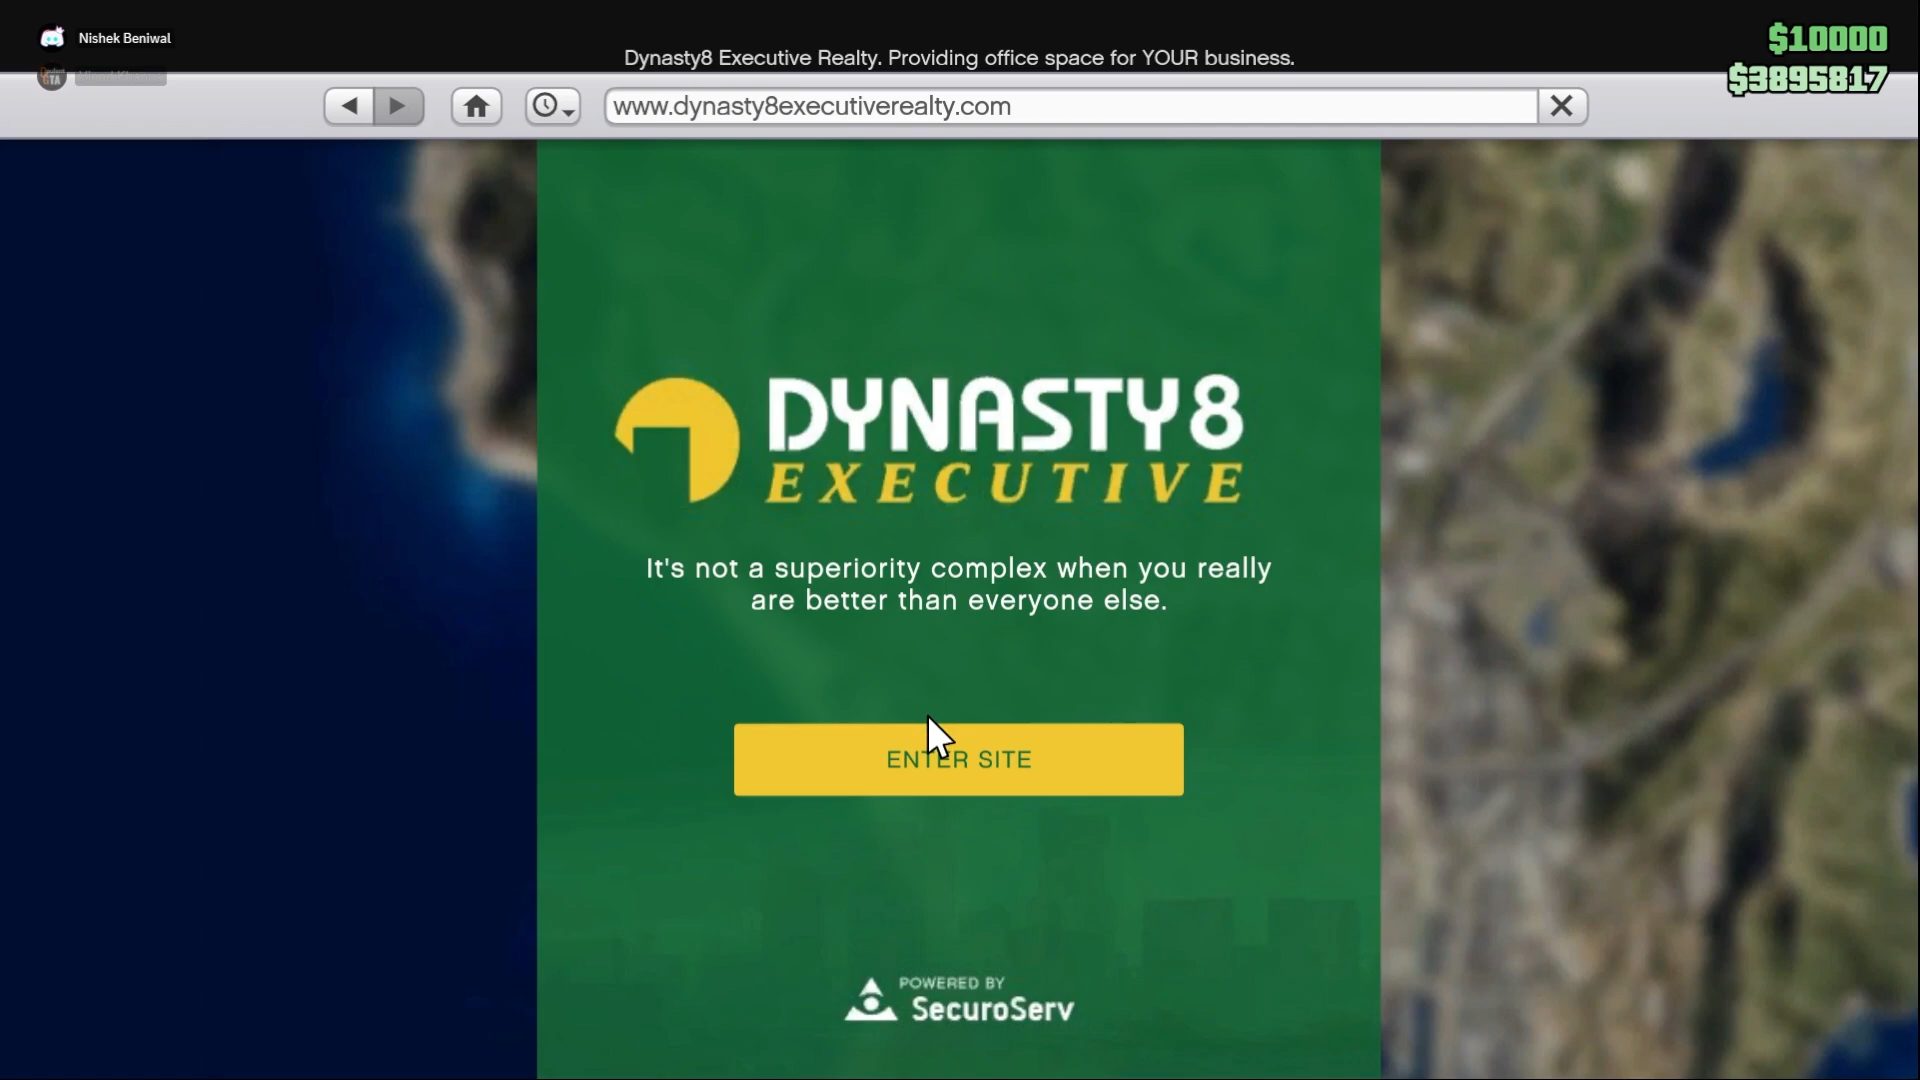 Nishek Beniwal
Dynasty8 Executive Realty. Providing office space for YOUR business.
$10000
$3895817
www.dynasty8executiverealty.com
DYNASTY8
EXECUTIVE
It's not a superiority complex when you really
are better than everyone else.
ENTER SITE
POWERED BY
SecuroServ